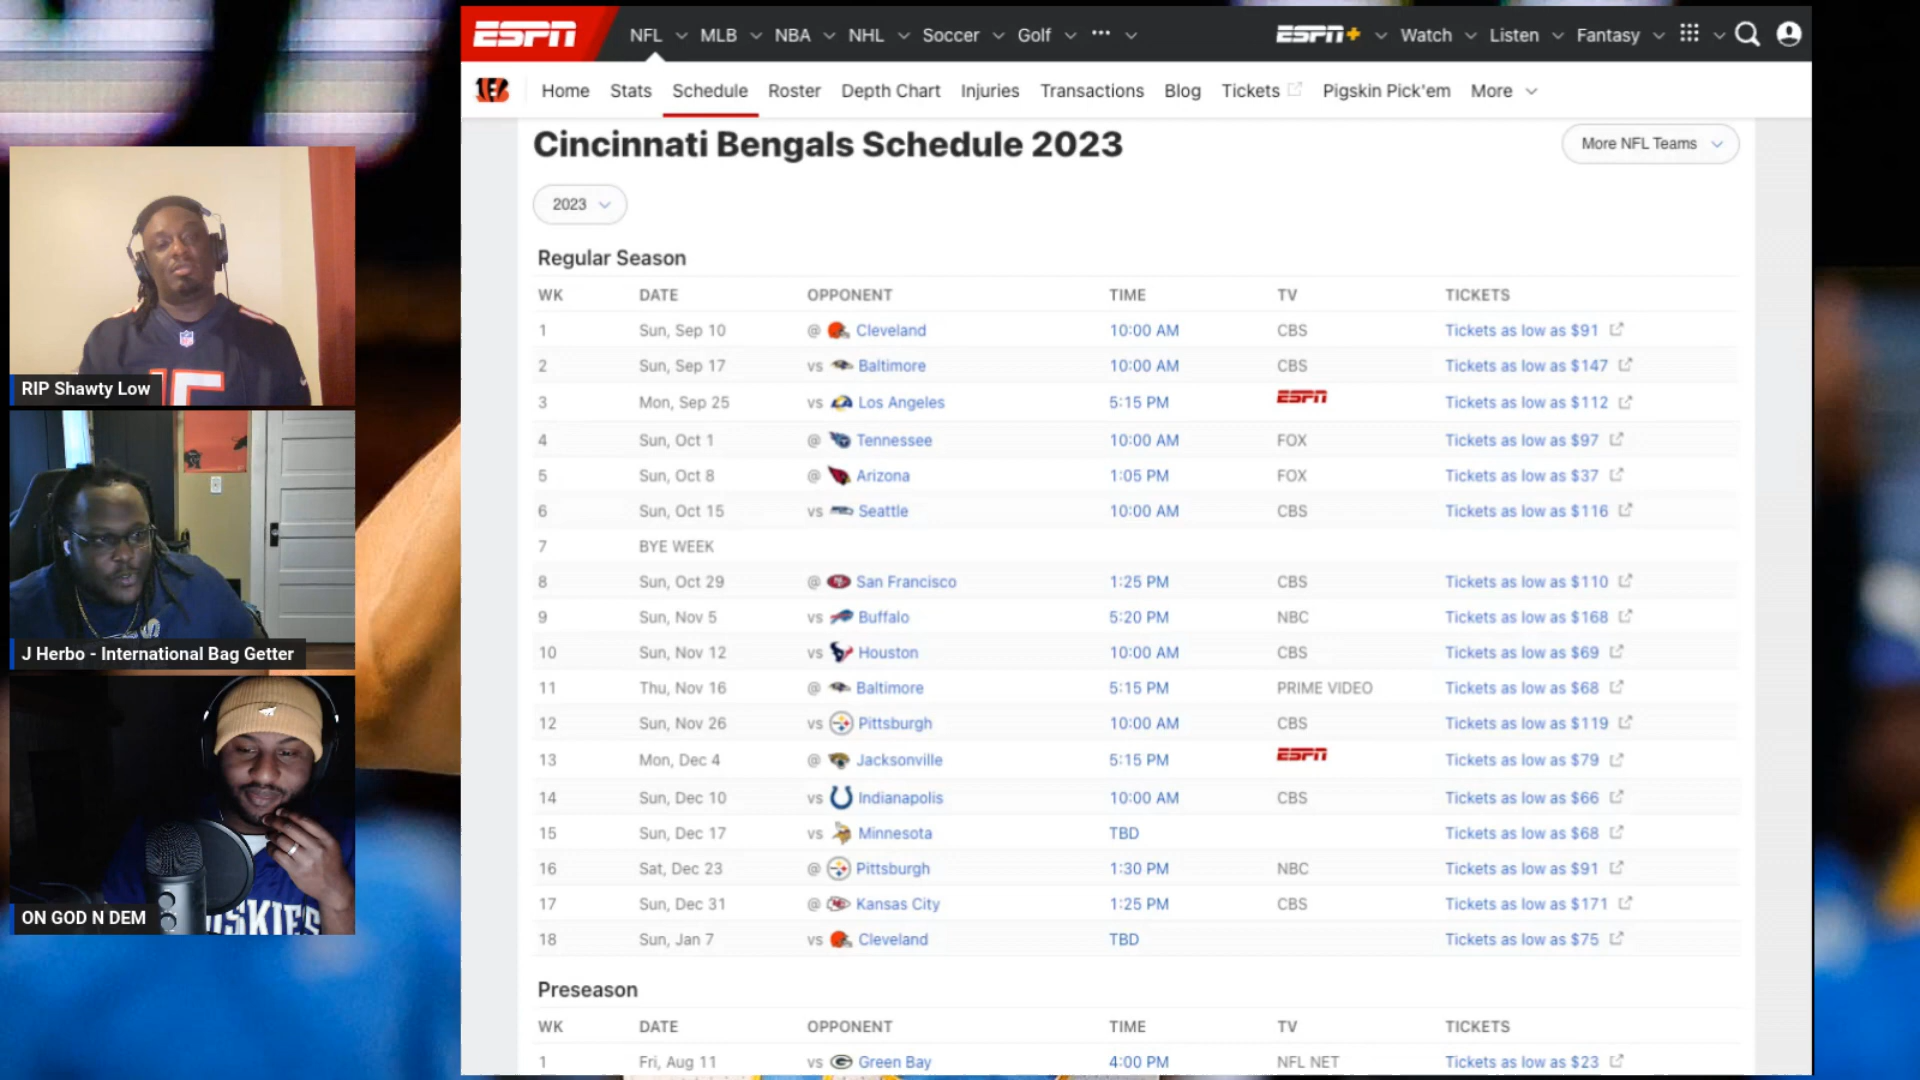 ESPN NFL MLB NBA NHL Soccer Golf ••• ESPN+ Watch Listen Fantasy
Home Stats Schedule Roster Depth Chart Injuries Transactions Blog Tickets Pigskin Pick'em More
Cincinnati Bengals Schedule 2023
More NFL Teams
2023
Regular Season
WK DATE OPPONENT TIME TV TICKETS
1 Sun, Sep 10 @ Cleveland 10:00 AM CBS Tickets as low as $91
2 Sun, Sep 17 vs Baltimore 10:00 AM CBS Tickets as low as $147
3 Mon, Sep 25 vs Los Angeles 5:15 PM ESPN Tickets as low as $112
4 Sun, Oct 1 @ Tennessee 10:00 AM FOX Tickets as low as $97
5 Sun, Oct 8 @ Arizona 1:05 PM FOX Tickets as low as $37
6 Sun, Oct 15 vs Seattle 10:00 AM CBS Tickets as low as $116
7 BYE WEEK
8 Sun, Oct 29 @ San Francisco 1:25 PM CBS Tickets as low as $110
9 Sun, Nov 5 vs Buffalo 5:20 PM NBC Tickets as low as $168
10 Sun, Nov 12 vs Houston 10:00 AM CBS Tickets as low as $69
11 Thu, Nov 16 @ Baltimore 5:15 PM PRIME VIDEO Tickets as low as $68
12 Sun, Nov 26 vs Pittsburgh 10:00 AM CBS Tickets as low as $119
13 Mon, Dec 4 @ Jacksonville 5:15 PM ESPN Tickets as low as $79
14 Sun, Dec 10 vs Indianapolis 10:00 AM CBS Tickets as low as $66
15 Sun, Dec 17 vs Minnesota TBD Tickets as low as $68
16 Sat, Dec 23 @ Pittsburgh 1:30 PM NBC Tickets as low as $91
17 Sun, Dec 31 @ Kansas City 1:25 PM CBS Tickets as low as $171
18 Sun, Jan 7 vs Cleveland TBD Tickets as low as $75
Preseason
WK DATE OPPONENT TIME TV TICKETS
1 Fri, Aug 11 vs Green Bay 4:00 PM NFL NET Tickets as low as $23
RIP Shawty Low
J Herbo - International Bag Getter
ON GOD N DEM